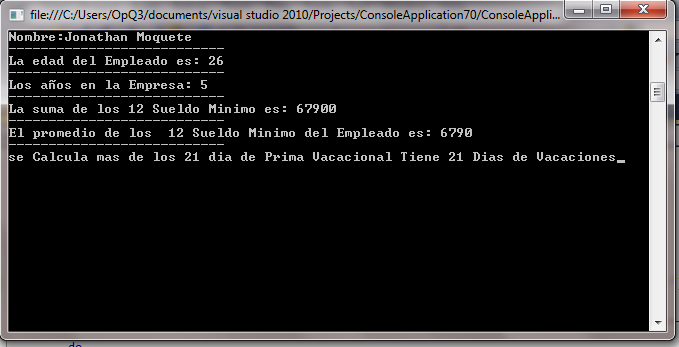 file:///C:/Users/OpQ3/documents/visual studio 2010/Projects/ConsoleApplication70/ConsoleAppli...
Nombre:Jonathan Moquete
---------------------------
La edad del Empleado es: 26
---------------------------
Los años en la Empresa: 5
---------------------------
La suma de los 12 Sueldo Minimo es: 67900
---------------------------
El promedio de los  12 Sueldo Minimo del Empleado es: 6790
---------------------------
se Calcula mas de los 21 dia de Prima Vacacional Tiene 21 Dias de Vacaciones_